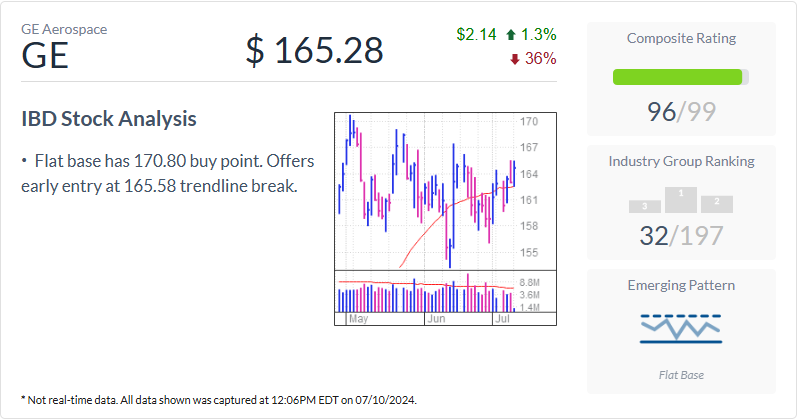 GE Aerospace
GE
$ 165.28
$2.14 1.3%
36%
IBD Stock Analysis
• Flat base has 170.80 buy point. Offers
early entry at 165.58 trendline break.
170
167
164
161
158
155
8.8M
3.6M
1.4M
May Jun Jul
Composite Rating
96/99
Industry Group Ranking
3 1 2
32/197
Emerging Pattern
Flat Base
* Not real-time data. All data shown was captured at 12:06PM EDT on 07/10/2024.